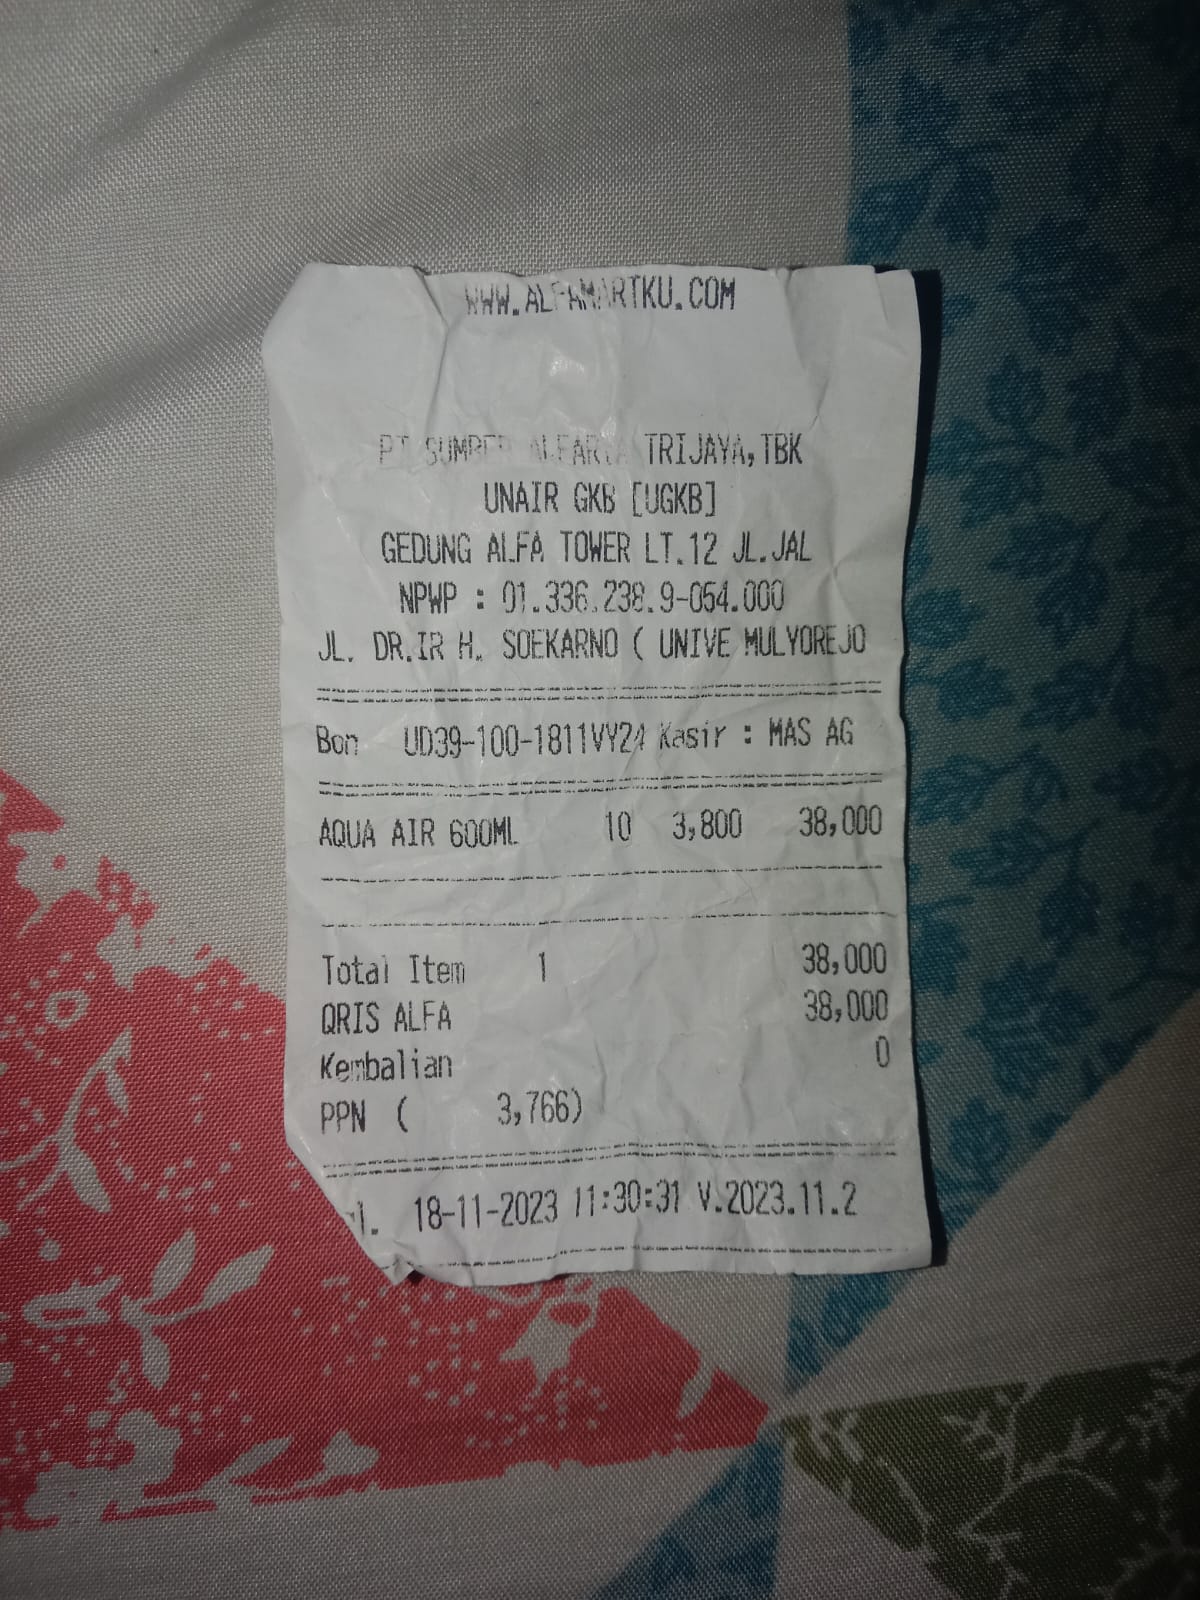 WWW.ALFAMARTKU.COM
PT SUMBER ALFARIA TRIJAYA,TBK
UNAIR GKB [UGKB]
GEDUNG ALFA TOWER LT.12 JL.JAL
NPWP : 01.336.238.9-054.000
JL. DR.IR H. SOEKARNO ( UNIVE MULYOREJO
Bon UD39-100-1811VY24 Kasir : MAS AG
AQUA AIR 600ML 10 3,800 38,000
Total Item 1 38,000
QRIS ALFA 38,000
Kembalian 0
PPN ( 3,766)
18-11-2023 11:30:31 V.2023.11.2